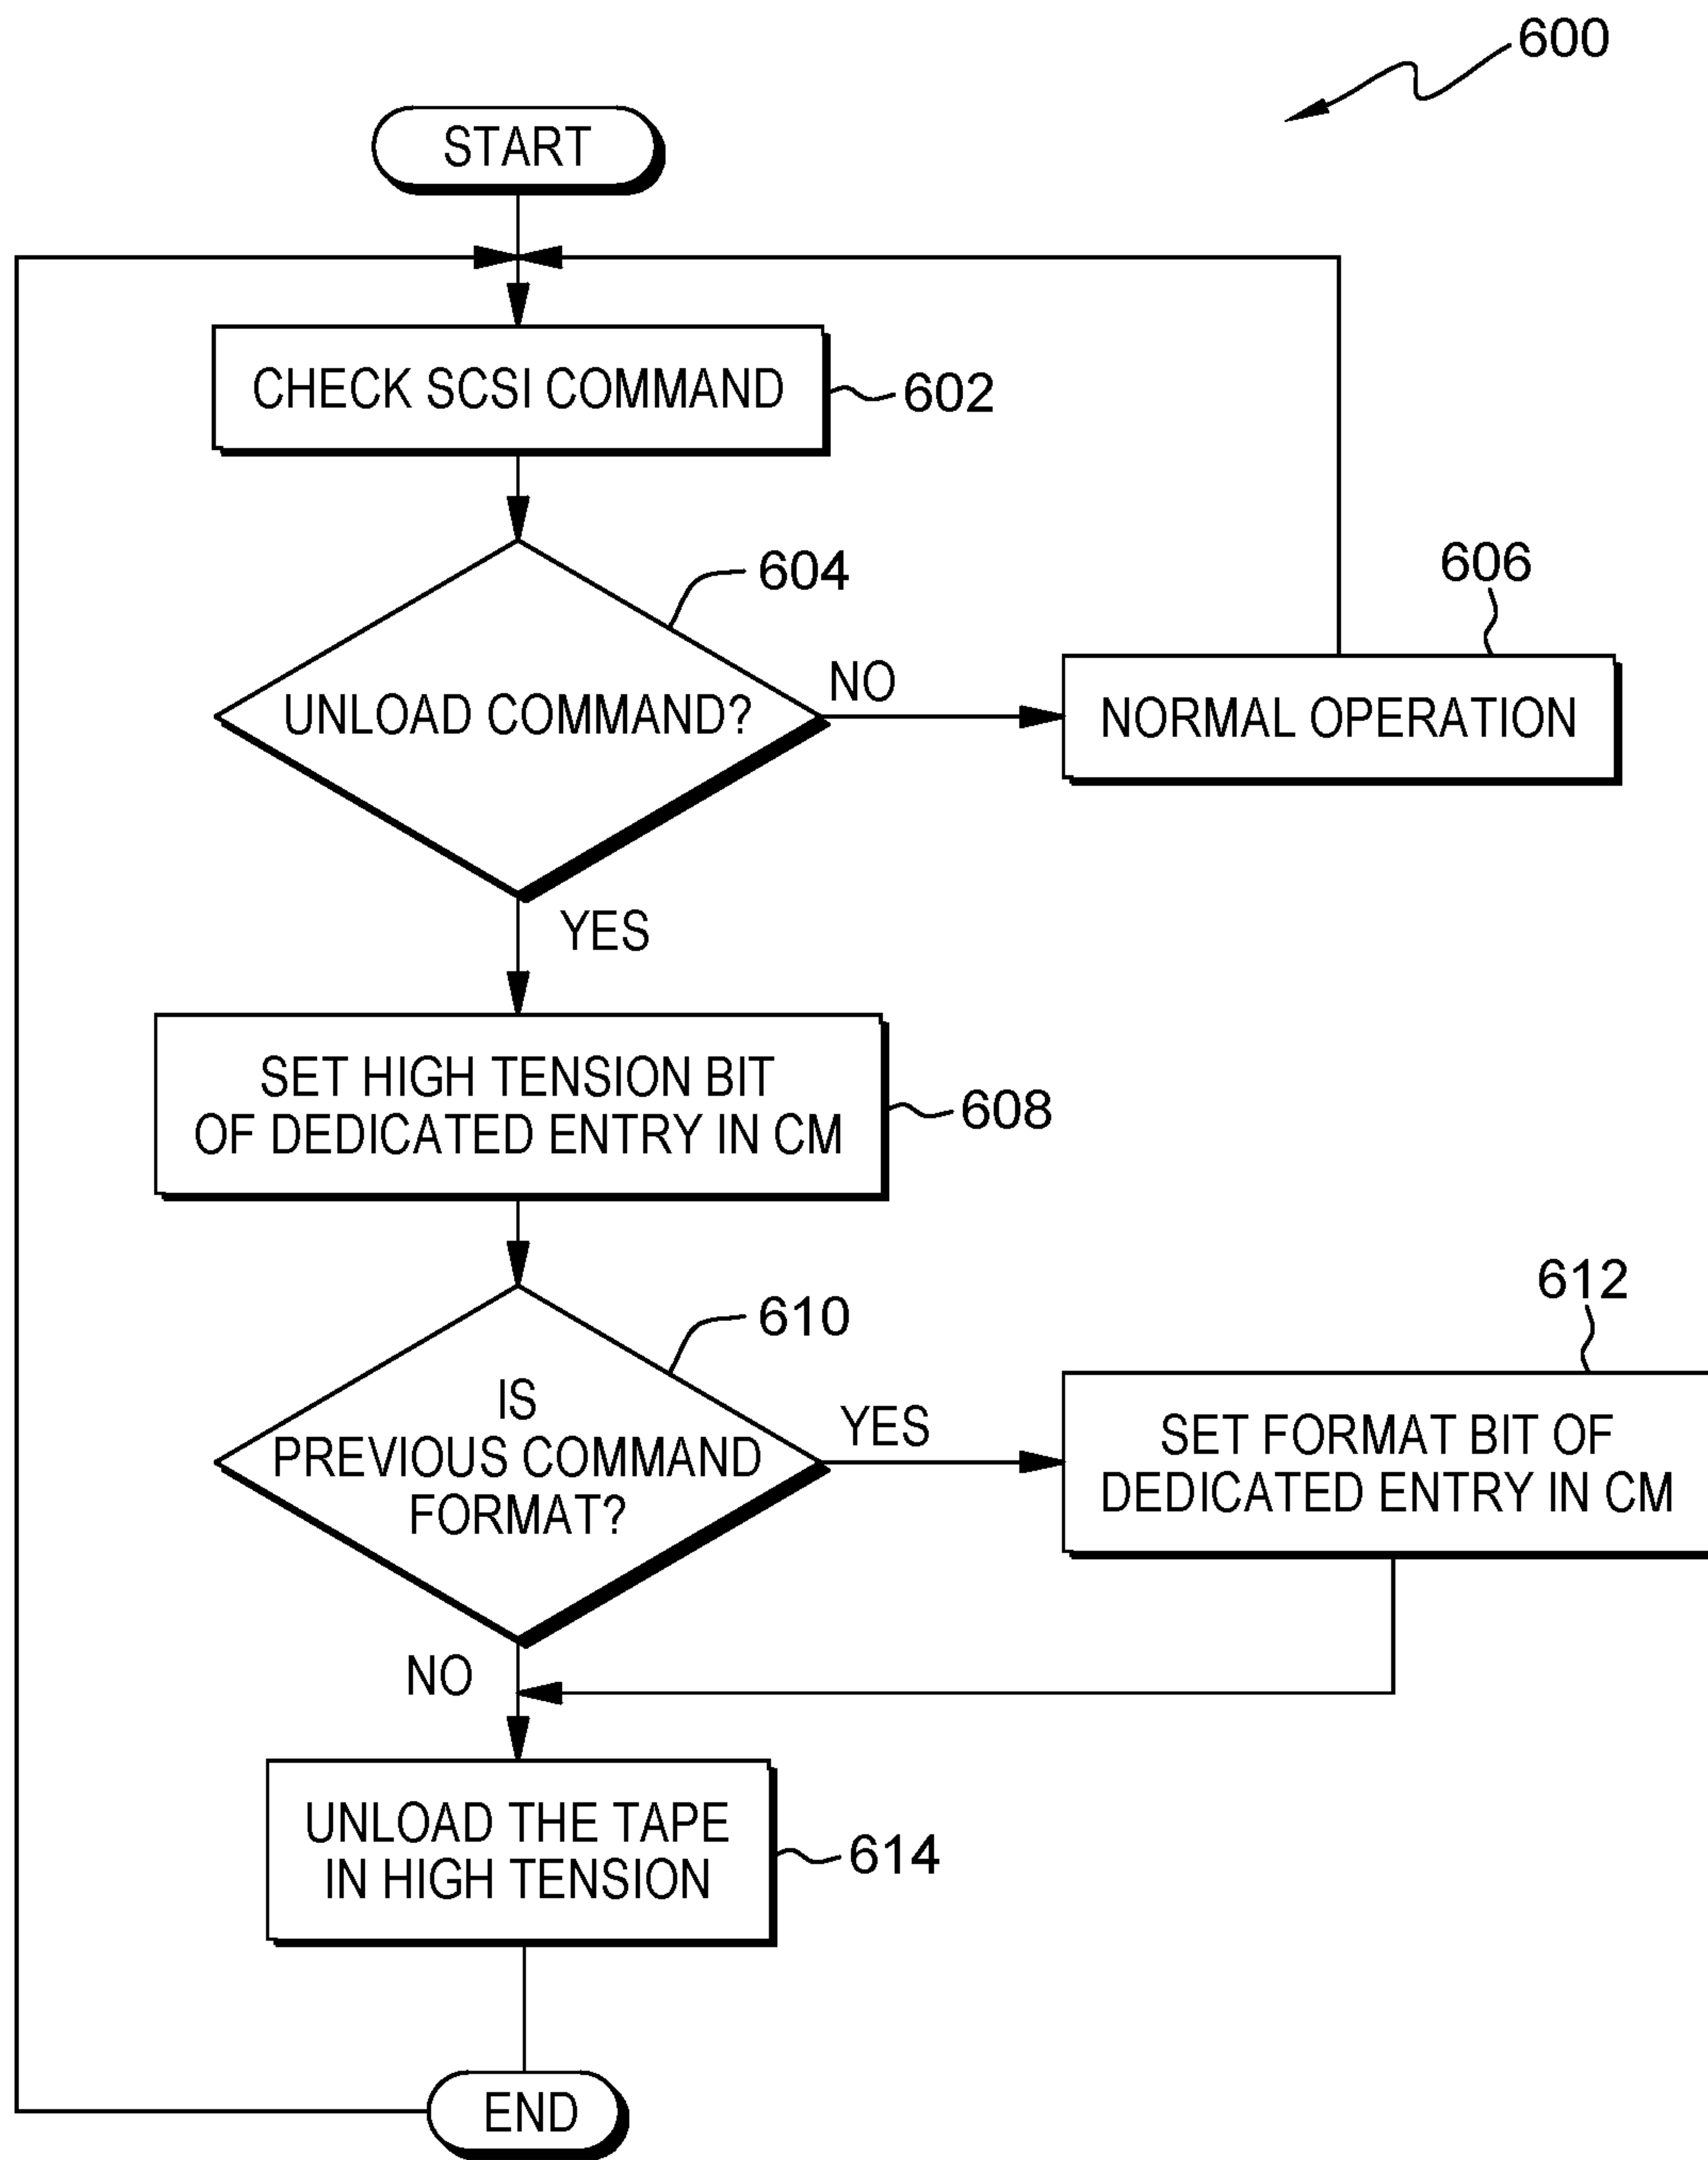 600
START
CHECK SCSI COMMAND
602
604
UNLOAD COMMAND?
NO
606
NORMAL OPERATION
YES
SET HIGH TENSION BIT
OF DEDICATED ENTRY IN CM
608
610
IS
PREVIOUS COMMAND
FORMAT?
YES
612
SET FORMAT BIT OF
DEDICATED ENTRY IN CM
NO
UNLOAD THE TAPE
IN HIGH TENSION
614
END